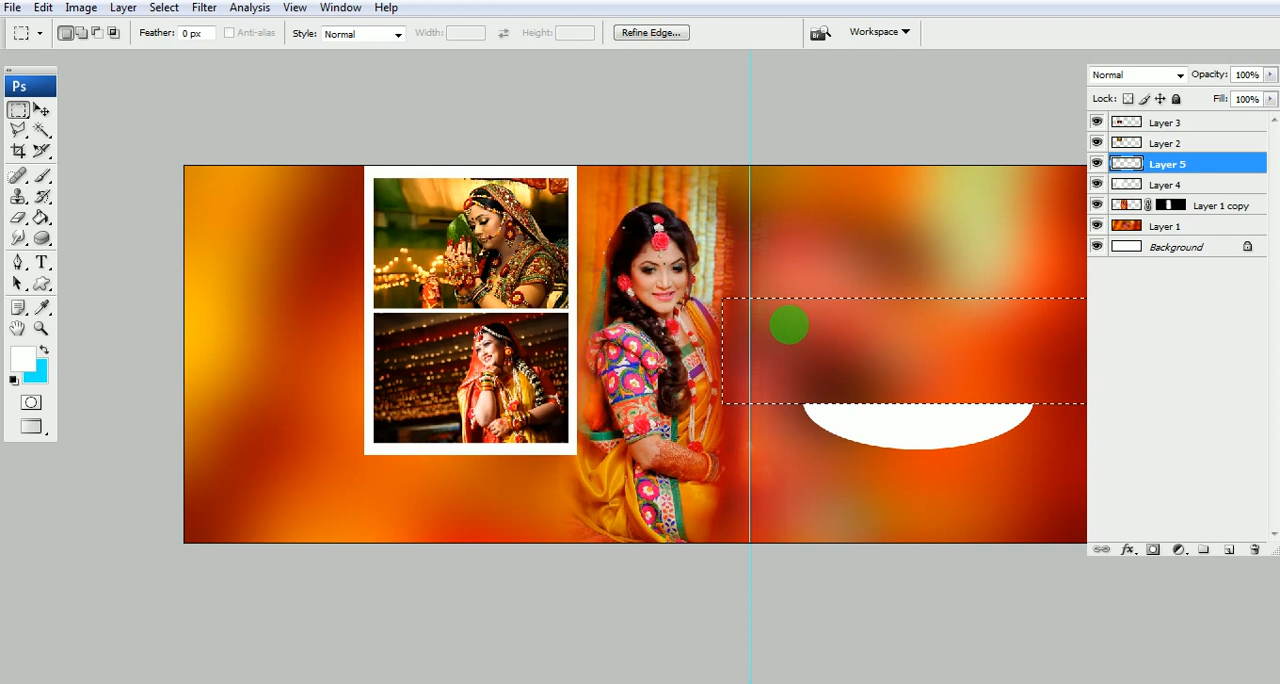 File Edit Image Layer Select Filter Analysis View Window Help
Feather: 0 px Anti-alias Style: Normal Width: Height: Refine Edge... Br Workspace
Ps
Normal Opacity: 100%
Lock: Fill: 100%
Layer 3
Layer 2
Layer 5
Layer 4
Layer 1 copy
Layer 1
Background
T
fx